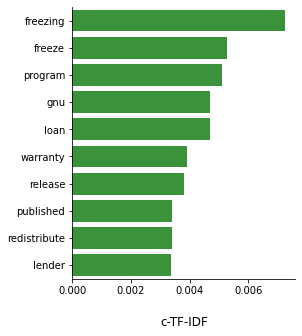 freezing
freeze
program
gnu
loan
warranty
release
published
redistribute
lender
0.000 0.002 0.004 0.006
c-TF-IDF